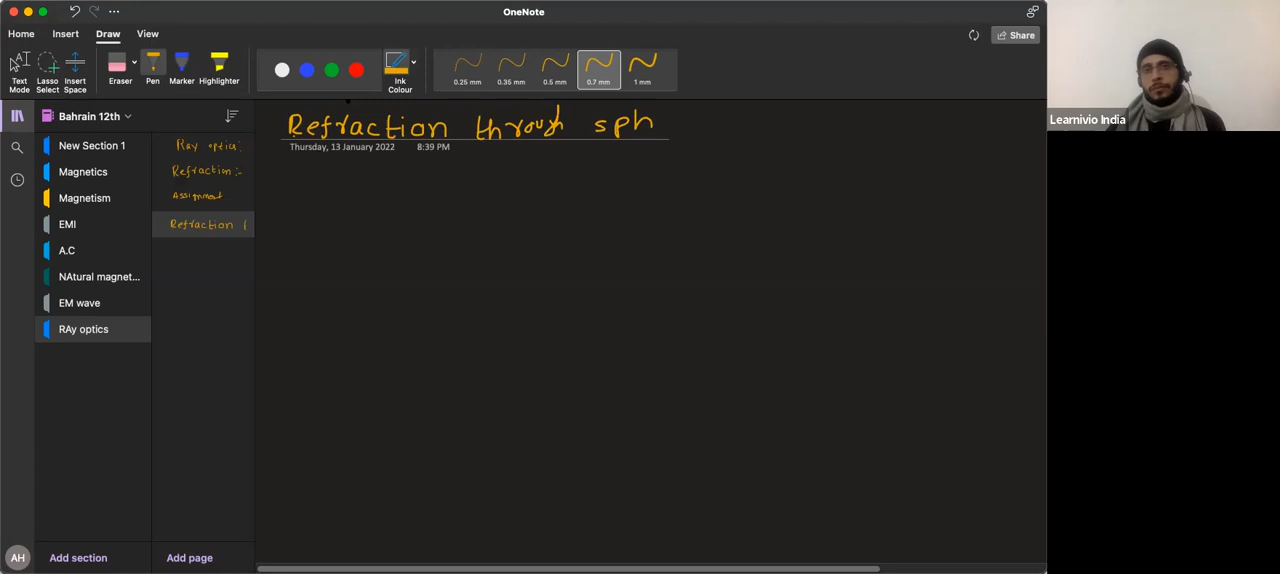 OneNote
Home Insert Draw View
Share
Text Mode
Lasso Select
Insert Space
Eraser
Pen
Marker
Highlighter
Ink Colour
0.25 mm
0.35 mm
0.5 mm
0.7 mm
1 mm
Learnivio India
Bahrain 12th
New Section 1
Magnetics
Magnetism
EMI
A.C
NAtural magnet...
EM wave
RAy optics
Ray optics:
Refraction:-
Assignment
Refraction
Refraction through sph
Thursday, 13 January 2022 8:39 PM
AH
Add section
Add page